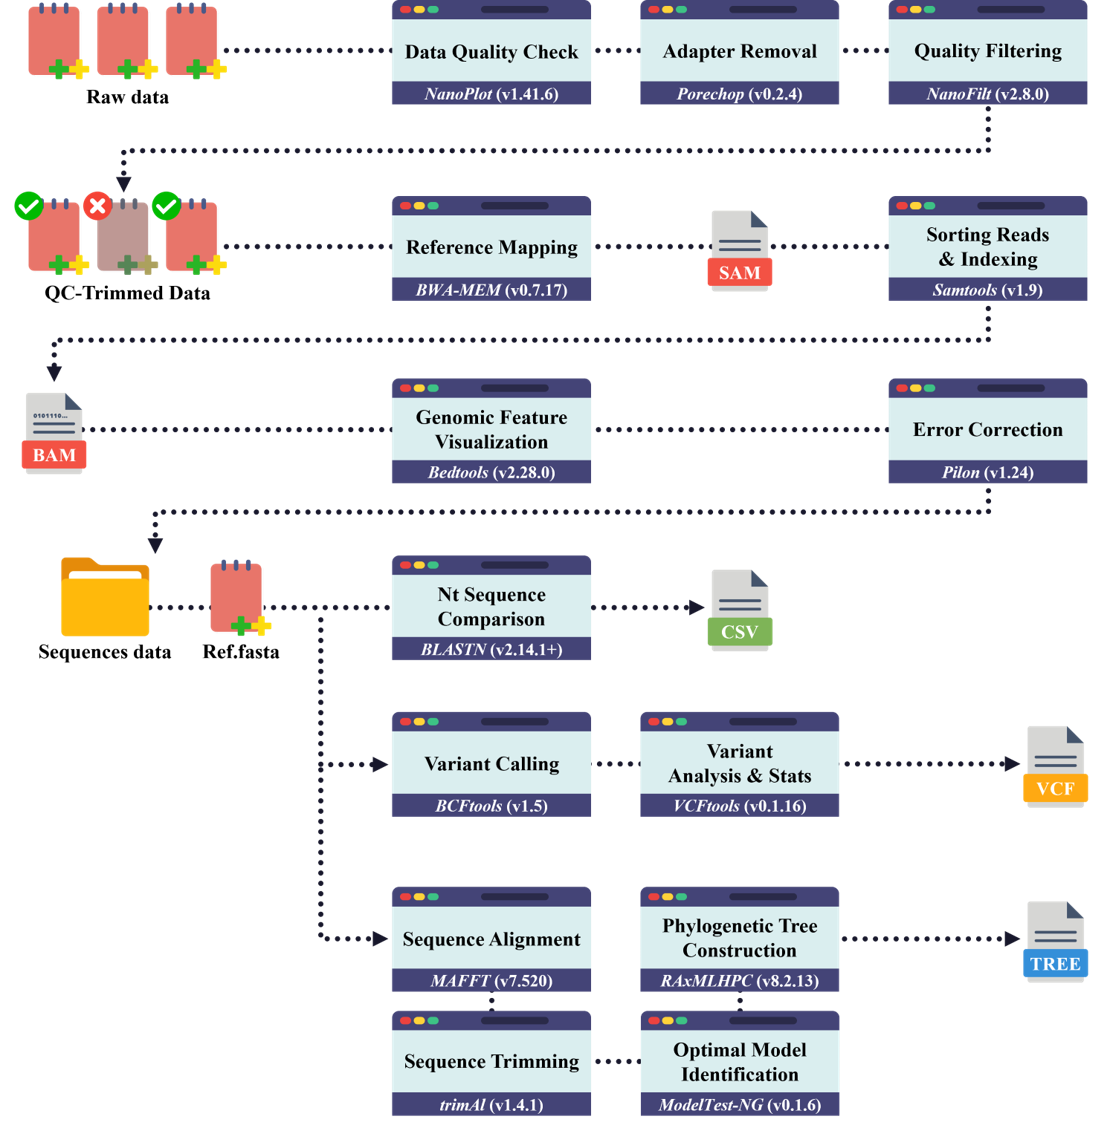 Data Quality Check
NanoPlot (v1.41.6)
Adapter Removal
Porechop (v0.2.4)
Quality Filtering
NanoFilt (v2.8.0)
Raw data
QC-Trimmed Data
Reference Mapping
BWA-MEM (v0.7.17)
SAM
Sorting Reads
& Indexing
Samtools (v1.9)
0101110...
BAM
Genomic Feature
Visualization
Bedtools (v2.28.0)
Error Correction
Pilon (v1.24)
Sequences data
Ref.fasta
Nt Sequence
Comparison
BLASTN (v2.14.1+)
CSV
Variant Calling
BCFtools (v1.5)
Variant
Analysis & Stats
VCFtools (v0.1.16)
VCF
Sequence Alignment
MAFFT (v7.520)
Phylogenetic Tree
Construction
RAxMLHPC (v8.2.13)
TREE
Sequence Trimming
trimAl (v1.4.1)
Optimal Model
Identification
ModelTest-NG (v0.1.6)